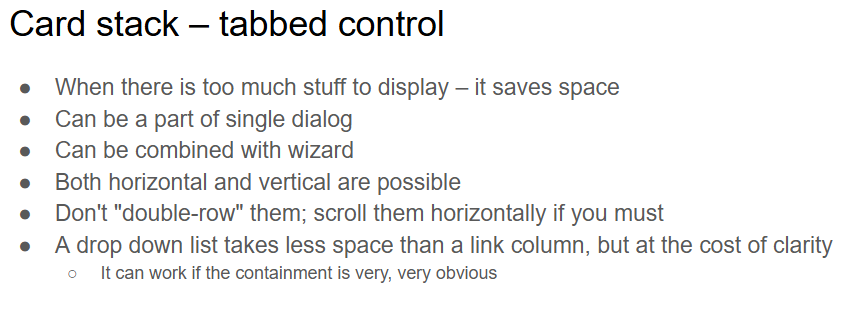 Card stack – tabbed control
● When there is too much stuff to display – it saves space
● Can be a part of single dialog
● Can be combined with wizard
● Both horizontal and vertical are possible
● Don't "double-row" them; scroll them horizontally if you must
● A drop down list takes less space than a link column, but at the cost of clarity
○ It can work if the containment is very, very obvious